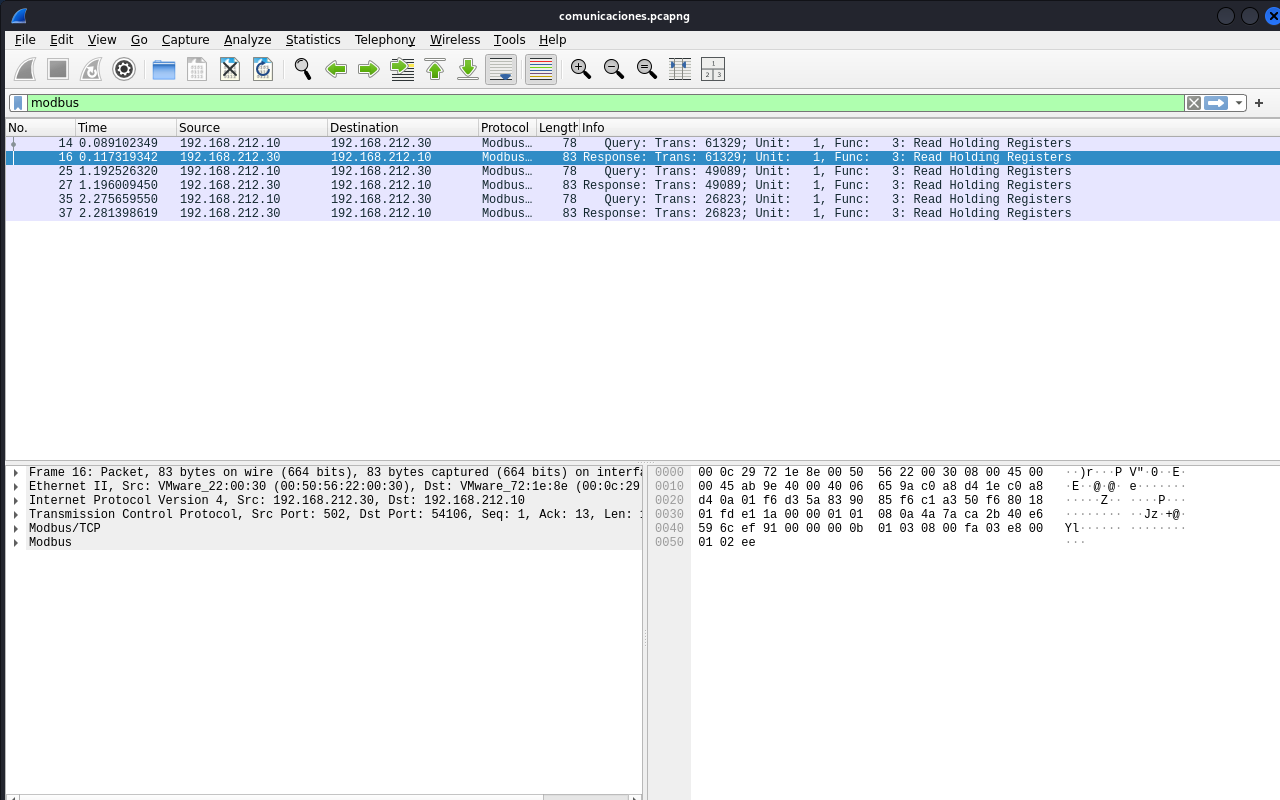 comunicaciones.pcapng
File Edit View Go Capture Analyze Statistics Telephony Wireless Tools Help
modbus
No. Time Source Destination Protocol Length Info
14 0.089102349 192.168.212.10 192.168.212.30 Modbus… 78 Query: Trans: 61329; Unit: 1, Func: 3: Read Holding Registers
16 0.117319342 192.168.212.30 192.168.212.10 Modbus… 83 Response: Trans: 61329; Unit: 1, Func: 3: Read Holding Registers
25 1.192526320 192.168.212.10 192.168.212.30 Modbus… 78 Query: Trans: 49089; Unit: 1, Func: 3: Read Holding Registers
27 1.196009450 192.168.212.30 192.168.212.10 Modbus… 83 Response: Trans: 49089; Unit: 1, Func: 3: Read Holding Registers
35 2.275659550 192.168.212.10 192.168.212.30 Modbus… 78 Query: Trans: 26823; Unit: 1, Func: 3: Read Holding Registers
37 2.281398619 192.168.212.30 192.168.212.10 Modbus… 83 Response: Trans: 26823; Unit: 1, Func: 3: Read Holding Registers
Frame 16: Packet, 83 bytes on wire (664 bits), 83 bytes captured (664 bits) on interfa
Ethernet II, Src: VMware_22:00:30 (00:50:56:22:00:30), Dst: VMware_72:1e:8e (00:0c:29
Internet Protocol Version 4, Src: 192.168.212.30, Dst: 192.168.212.10
Transmission Control Protocol, Src Port: 502, Dst Port: 54106, Seq: 1, Ack: 13, Len:
Modbus/TCP
Modbus
0000 00 0c 29 72 1e 8e 00 50 56 22 00 30 08 00 45 00 ··)r···P V"·0··E·
0010 00 45 ab 9e 40 00 40 06 65 9a c0 a8 d4 1e c0 a8 ·E··@·@· e·······
0020 d4 0a 01 f6 d3 5a 83 90 85 f6 c1 a3 50 f6 80 18 ·····Z·· ····P···
0030 01 fd e1 1a 00 00 01 01 08 0a 4a 7a ca 2b 40 e6 ········ ··Jz·+@·
0040 59 6c ef 91 00 00 00 0b 01 03 08 00 fa 03 e8 00 Yl······ ········
0050 01 02 ee ···